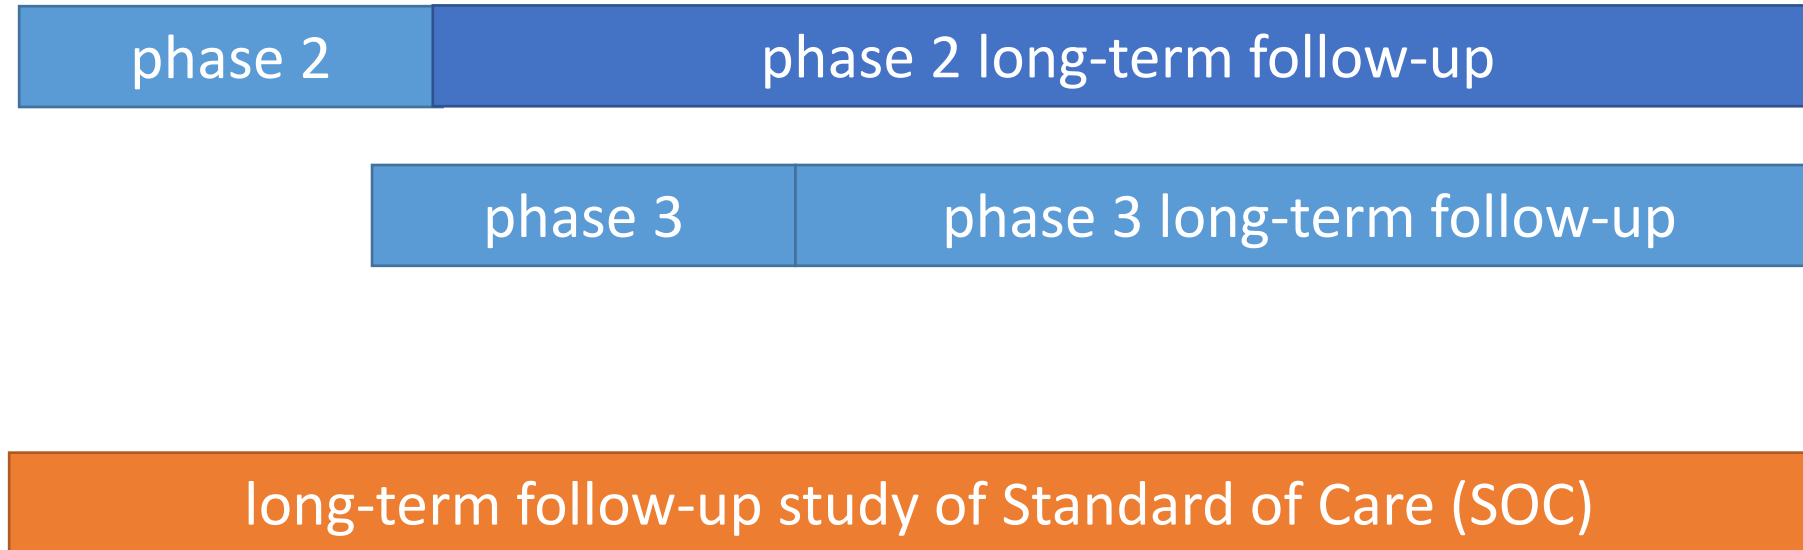 phase 2
phase 2 long-term follow-up
phase 3
phase 3 long-term follow-up
long-term follow-up study of Standard of Care (SOC)